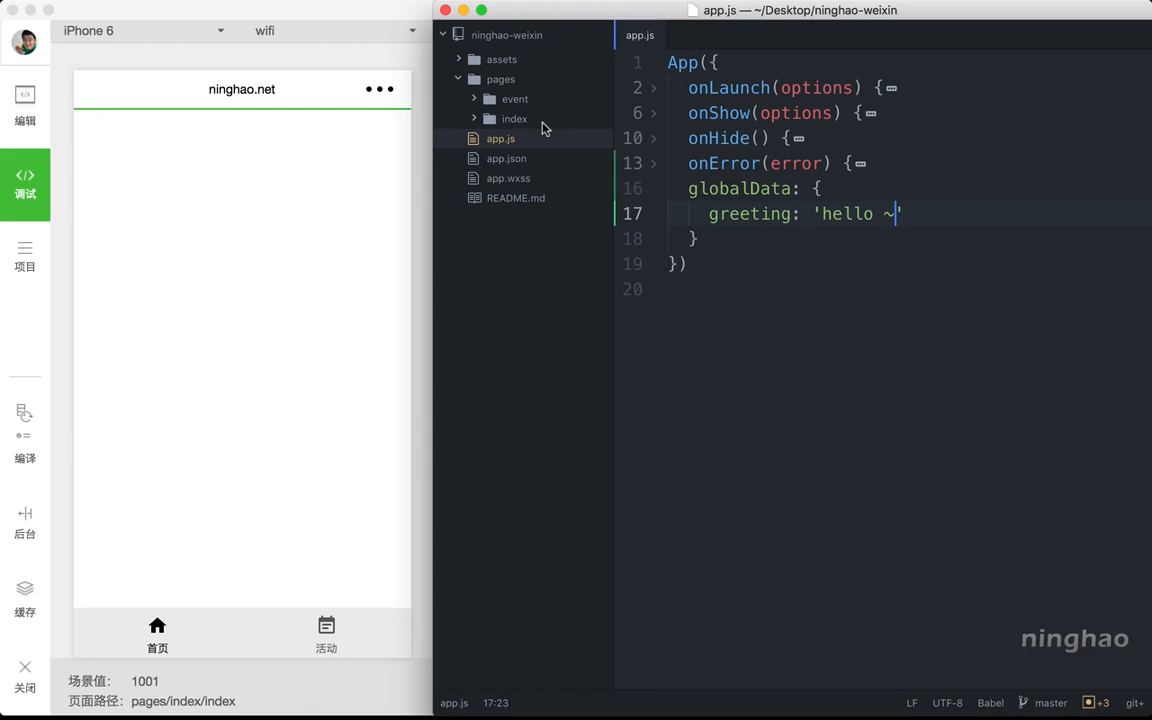 iPhone 6
wifi
编辑
调试
项目
编译
后台
缓存
关闭
ninghao.net
首页
活动
场景值： 1001
页面路径： pages/index/index
app.js — ~/Desktop/ninghao-weixin
ninghao-weixin
assets
pages
event
index
app.js
app.json
app.wxss
README.md
app.js
1 App({
2 onLaunch(options) {
6 onShow(options) {
10 onHide() {
13 onError(error) {
16 globalData: {
17 greeting: 'hello ~'
18 }
19 })
20
ninghao
app.js 17:23
LF UTF-8 Babel master +3 git+